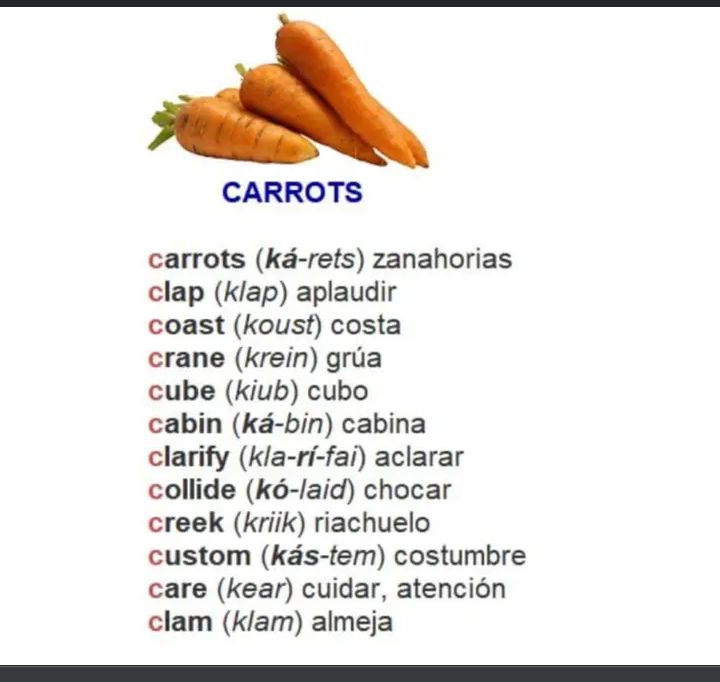 CARROTS
carrots (ká-rets) zanahorias
clap (klap) aplaudir
coast (koust) costa
crane (krein) grúa
cube (kiub) cubo
cabin (ká-bin) cabina
clarify (kla-rí-fai) aclarar
collide (kó-laid) chocar
creek (kriik) riachuelo
custom (kás-tem) costumbre
care (kear) cuidar, atención
clam (klam) almeja